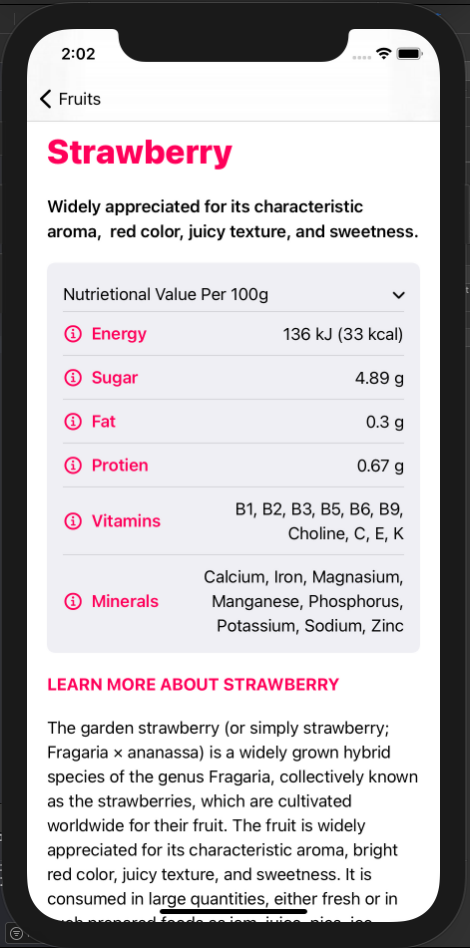 2:02
Fruits
Strawberry
Widely appreciated for its characteristic
aroma,  red color, juicy texture, and sweetness.
Nutrietional Value Per 100g
Energy 136 kJ (33 kcal)
Sugar 4.89 g
Fat 0.3 g
Protien 0.67 g
Vitamins B1, B2, B3, B5, B6, B9,
Choline, C, E, K
Minerals Calcium, Iron, Magnasium,
Manganese, Phosphorus,
Potassium, Sodium, Zinc
LEARN MORE ABOUT STRAWBERRY
The garden strawberry (or simply strawberry;
Fragaria × ananassa) is a widely grown hybrid
species of the genus Fragaria, collectively known
as the strawberries, which are cultivated
worldwide for their fruit. The fruit is widely
appreciated for its characteristic aroma, bright
red color, juicy texture, and sweetness. It is
consumed in large quantities, either fresh or in